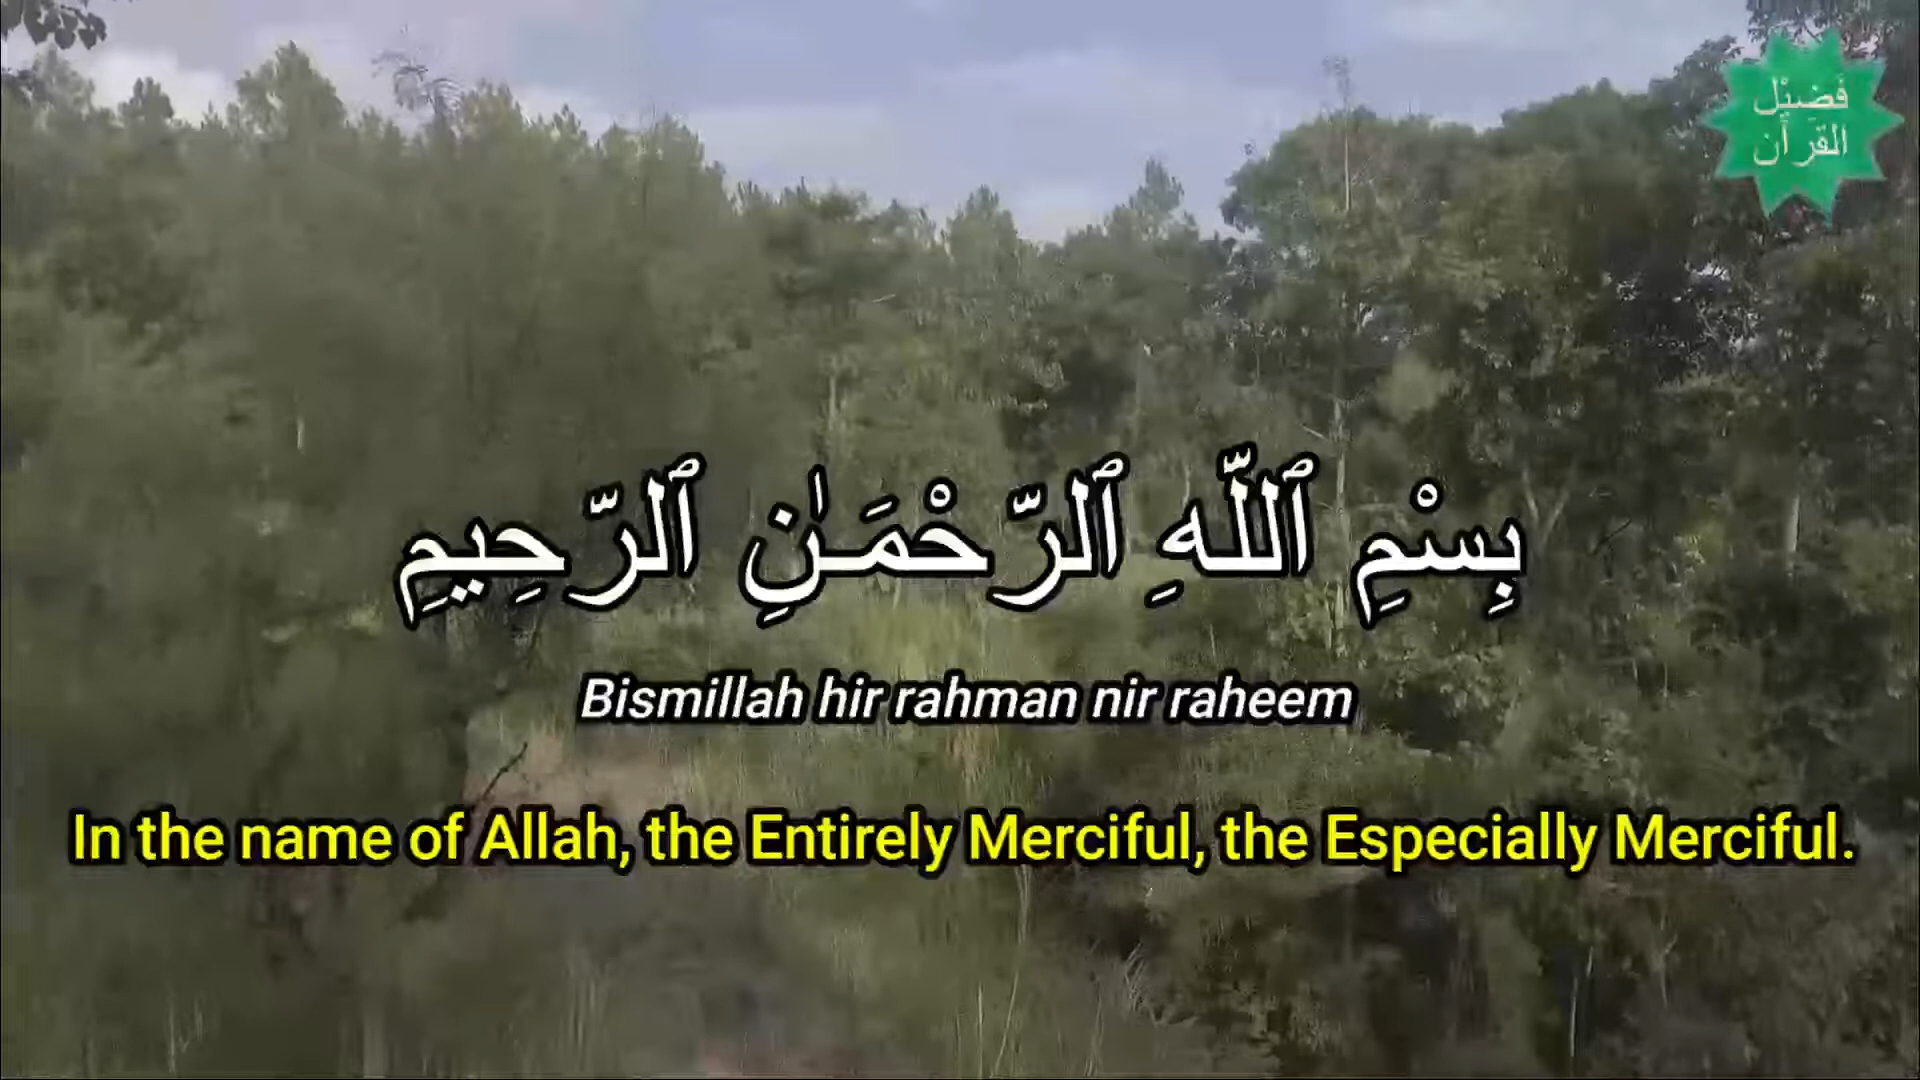 فَضِيْل
القرآن
بِسْمِ ٱللَّهِ ٱلرَّحْمَـٰنِ ٱلرَّحِيمِ
Bismillah hir rahman nir raheem
In the name of Allah, the Entirely Merciful, the Especially Merciful.